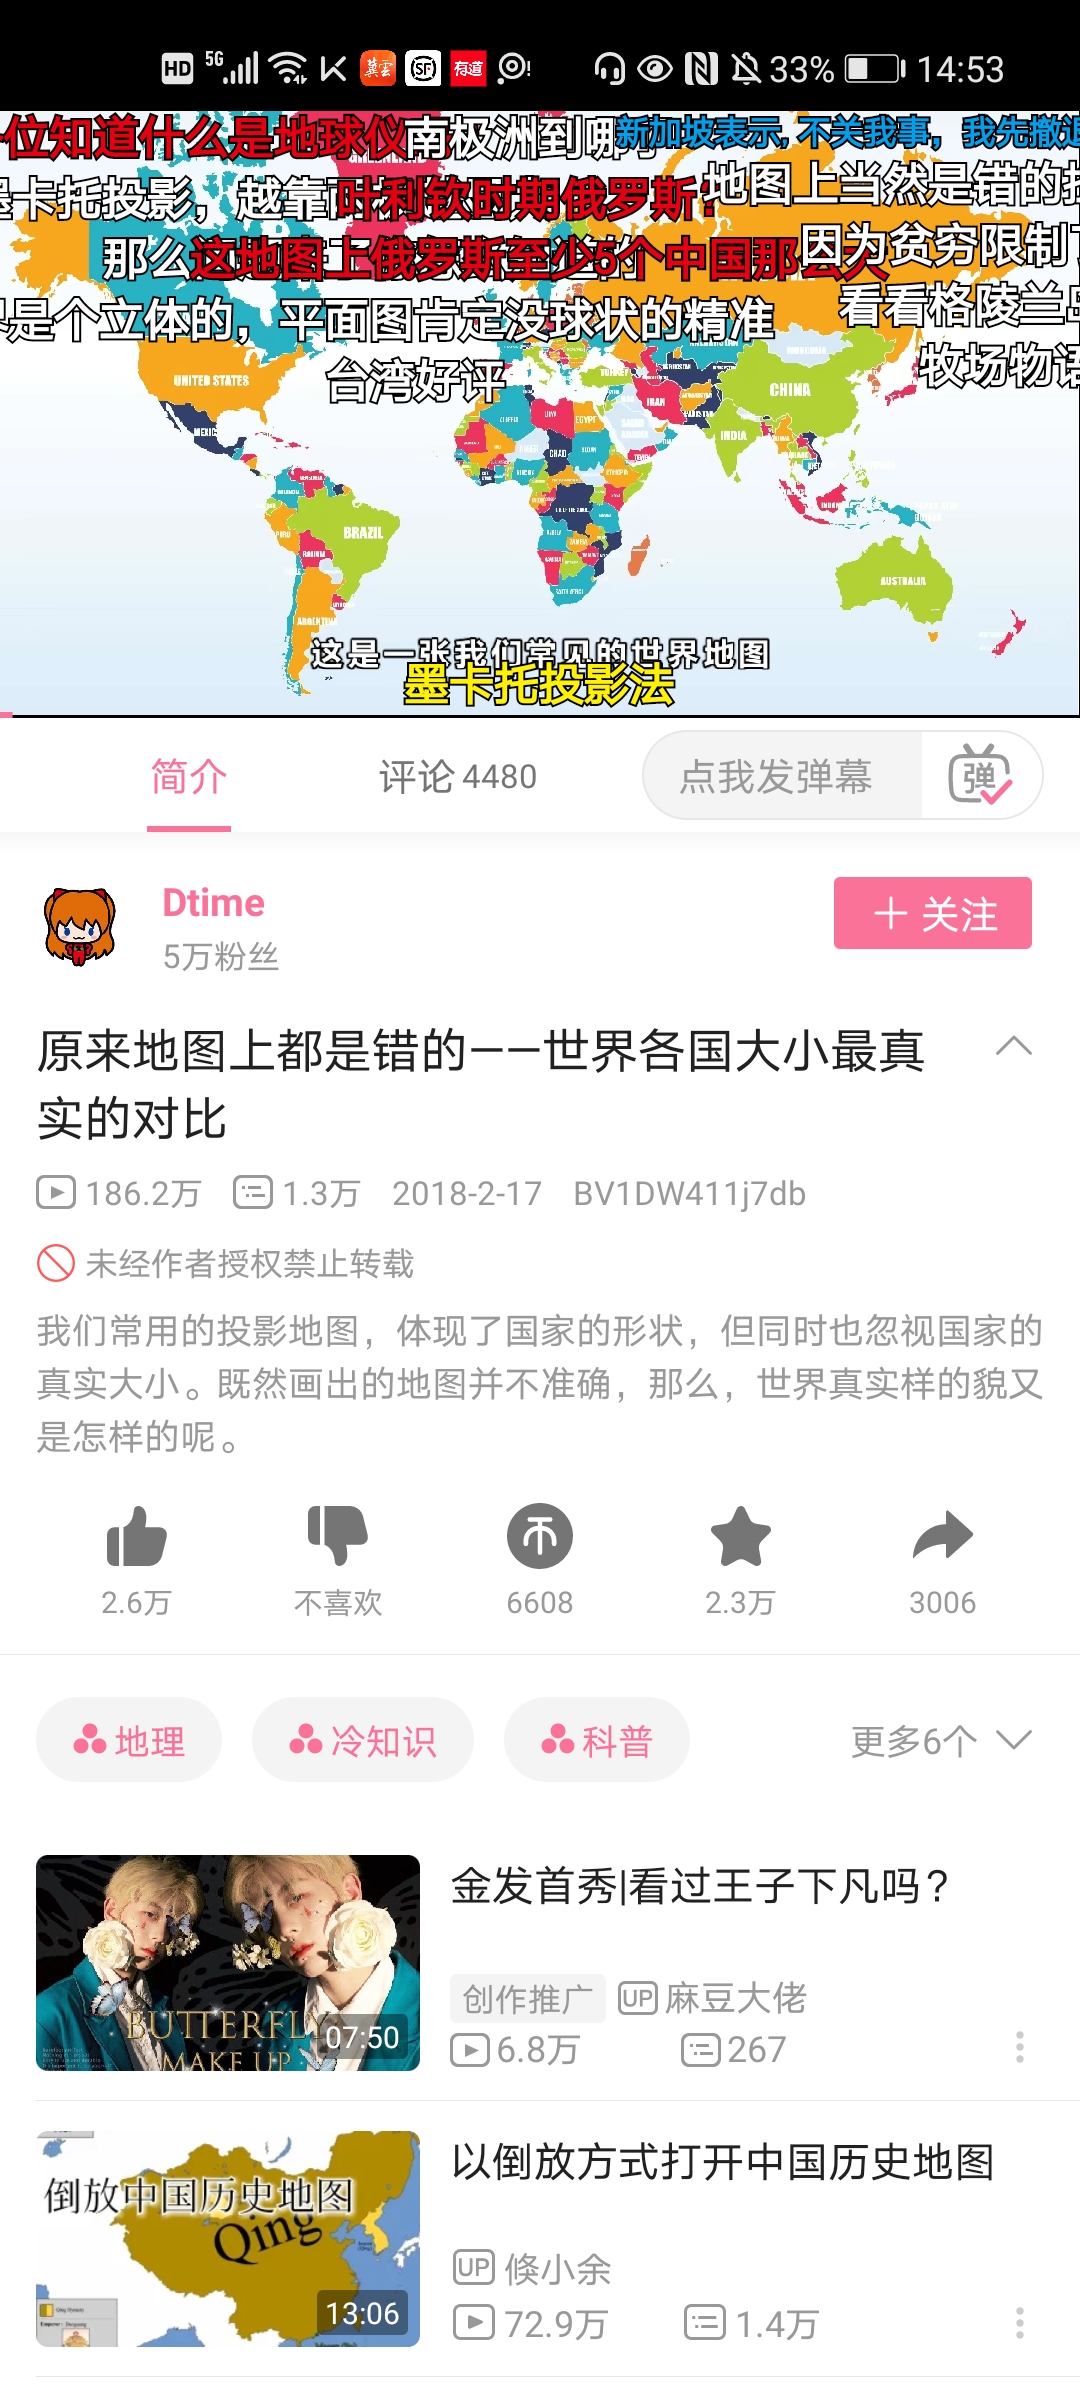 HD 5G 33% 14:53
冀雲 SF 有道
位知道什么是地球仪
南极洲到哪
新加坡表示,不关我事，我先撤退
卡托投影，越靠
叶利钦时期俄罗斯?
地图上当然是错的
那么
这地图上俄罗斯至少5个中国那么大
因为贫穷限制了
是个立体的，平面图肯定没球状的精准
看看格陵兰岛
台湾好评
牧场物语
UNITED STATES
CHINA
MEXICO
IRAN
INDIA
EGYPT
CHAD
BRAZIL
PERU
AUSTRALIA
ARGENTINA
这是一张我们常见的世界地图
墨卡托投影法
简介 评论 4480 点我发弹幕 弹
Dtime
5万粉丝
关注
原来地图上都是错的——世界各国大小最真
实的对比
186.2万 1.3万 2018-2-17 BV1DW411j7db
未经作者授权禁止转载
我们常用的投影地图，体现了国家的形状，但同时也忽视国家的
真实大小。既然画出的地图并不准确，那么，世界真实样的貌又
是怎样的呢。
2.6万 不喜欢 6608 2.3万 3006
地理 冷知识 科普 更多6个
金发首秀|看过王子下凡吗？
BUTTERFLY
MAKE UP
07:50
创作推广 UP 麻豆大佬
6.8万 267
以倒放方式打开中国历史地图
倒放中国历史地图
Qing
13:06
UP 倏小余
72.9万 1.4万